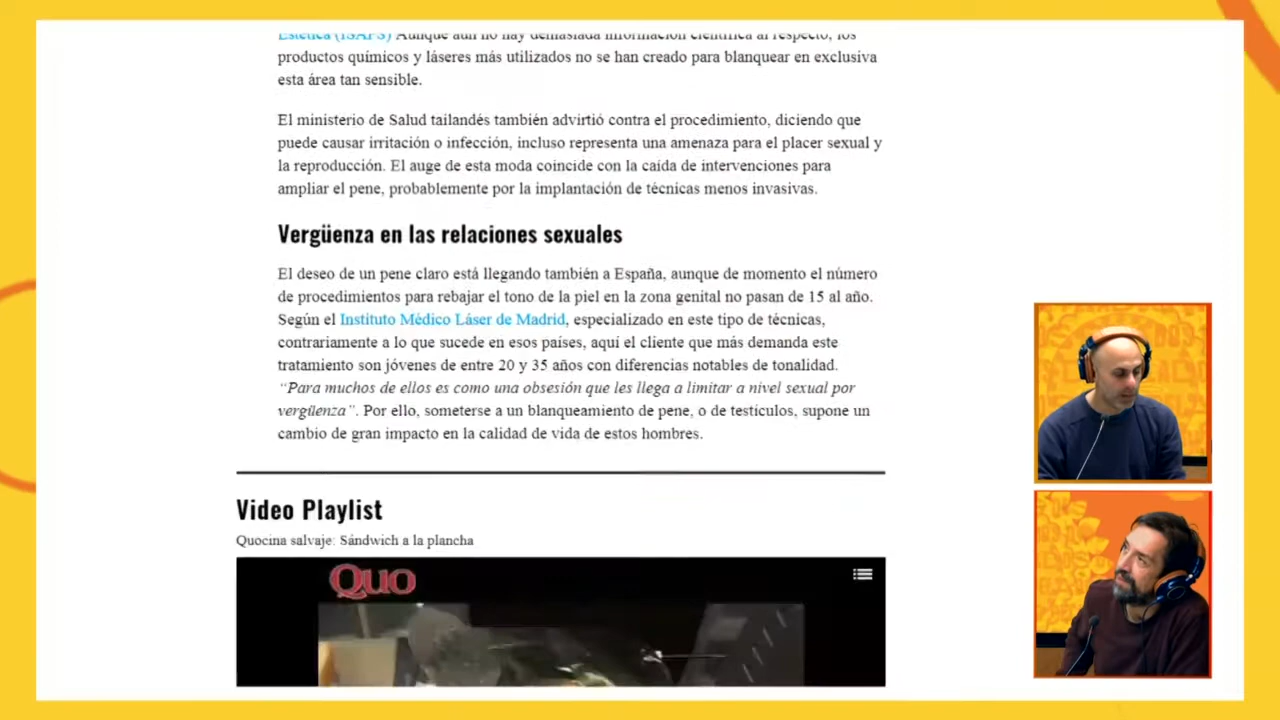 Estética (ISAPS) Aunque aún no hay demasiada información científica al respecto, los
productos químicos y láseres más utilizados no se han creado para blanquear en exclusiva
esta área tan sensible.
El ministerio de Salud tailandés también advirtió contra el procedimiento, diciendo que
puede causar irritación o infección, incluso representa una amenaza para el placer sexual y
la reproducción. El auge de esta moda coincide con la caída de intervenciones para
ampliar el pene, probablemente por la implantación de técnicas menos invasivas.
Vergüenza en las relaciones sexuales
El deseo de un pene claro está llegando también a España, aunque de momento el número
de procedimientos para rebajar el tono de la piel en la zona genital no pasan de 15 al año.
Según el Instituto Médico Láser de Madrid, especializado en este tipo de técnicas,
contrariamente a lo que sucede en esos países, aquí el cliente que más demanda este
tratamiento son jóvenes de entre 20 y 35 años con diferencias notables de tonalidad.
“Para muchos de ellos es como una obsesión que les llega a limitar a nivel sexual por
vergüenza”. Por ello, someterse a un blanqueamiento de pene, o de testículos, supone un
cambio de gran impacto en la calidad de vida de estos hombres.
Video Playlist
Quocina salvaje: Sándwich a la plancha
Quo